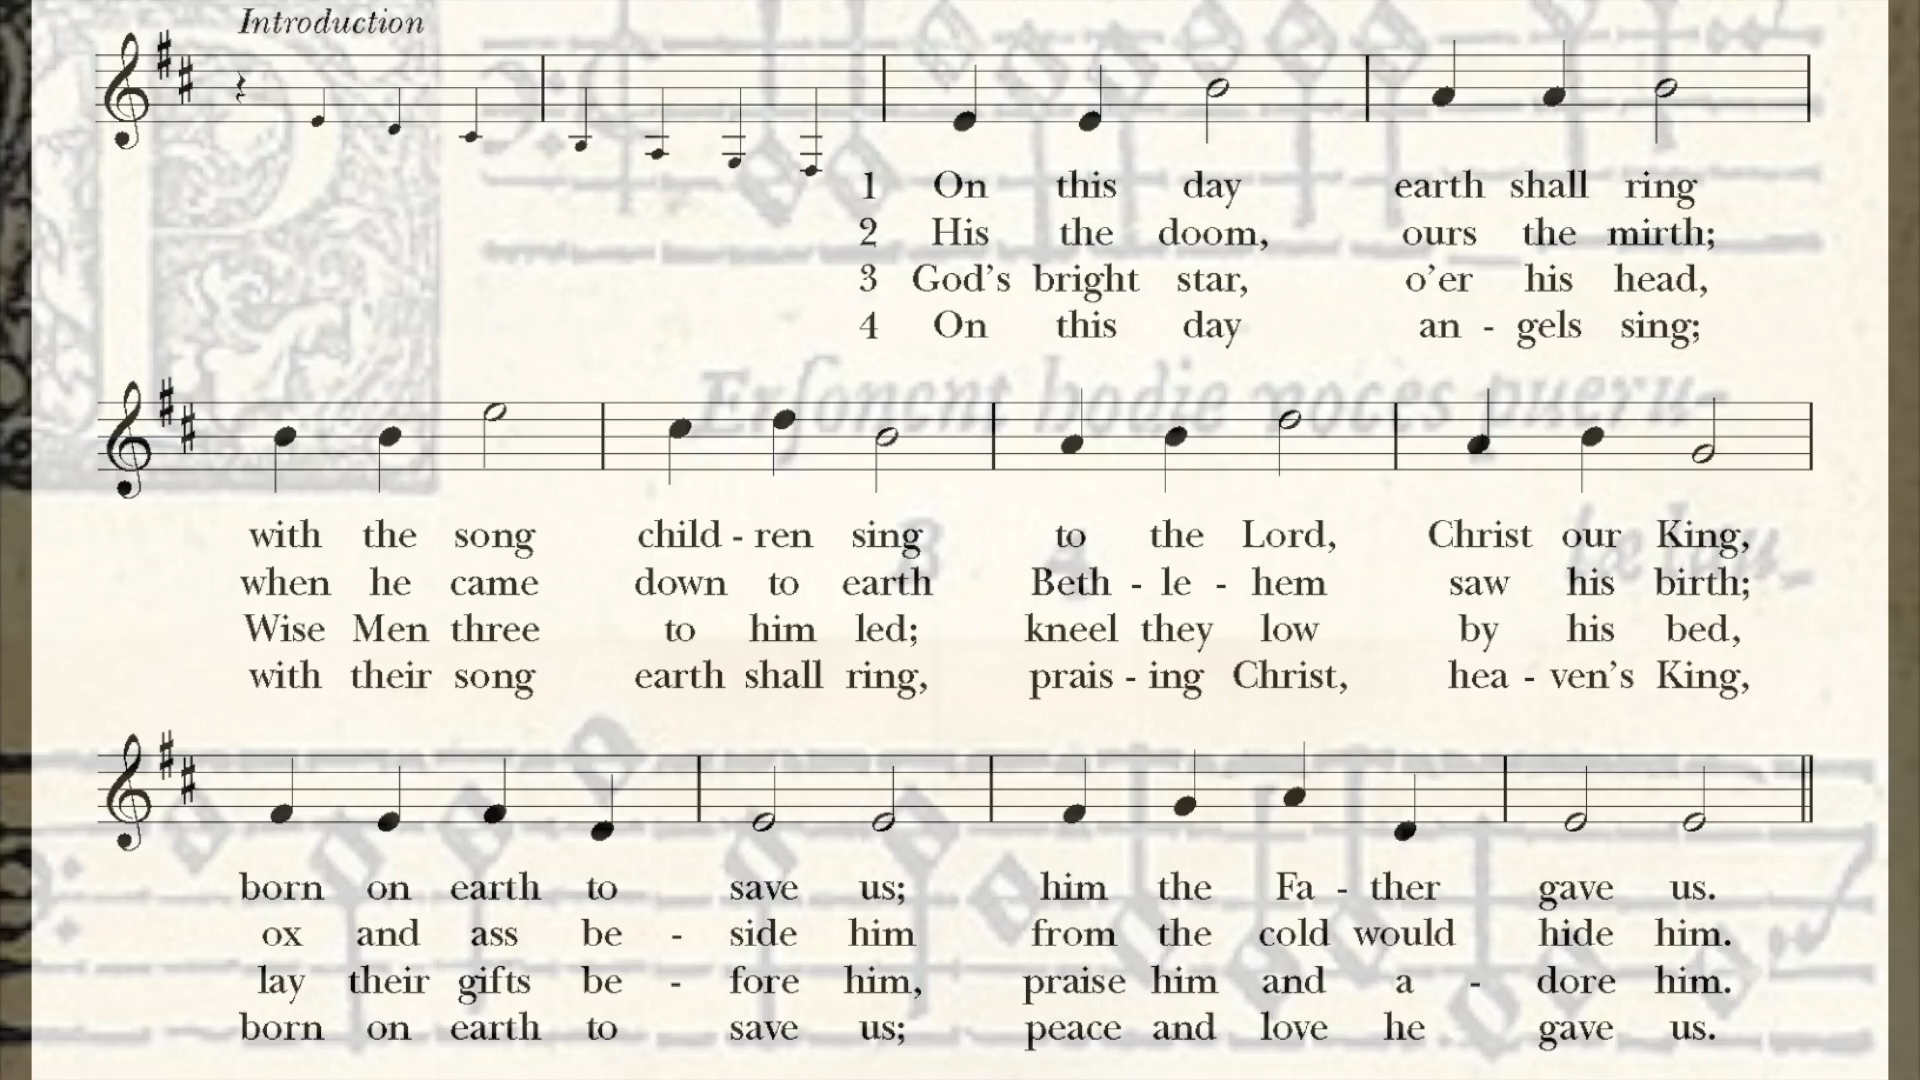 Introduction
1 On this day earth shall ring
2 His the doom, ours the mirth;
3 God's bright star, o'er his head,
4 On this day an - gels sing;
with the song child - ren sing to the Lord, Christ our King,
when he came down to earth Beth - le - hem saw his birth;
Wise Men three to him led; kneel they low by his bed,
with their song earth shall ring, prais - ing Christ, hea - ven's King,
born on earth to save us; him the Fa - ther gave us.
ox and ass be - side him from the cold would hide him.
lay their gifts be - fore him, praise him and a - dore him.
born on earth to save us; peace and love he gave us.